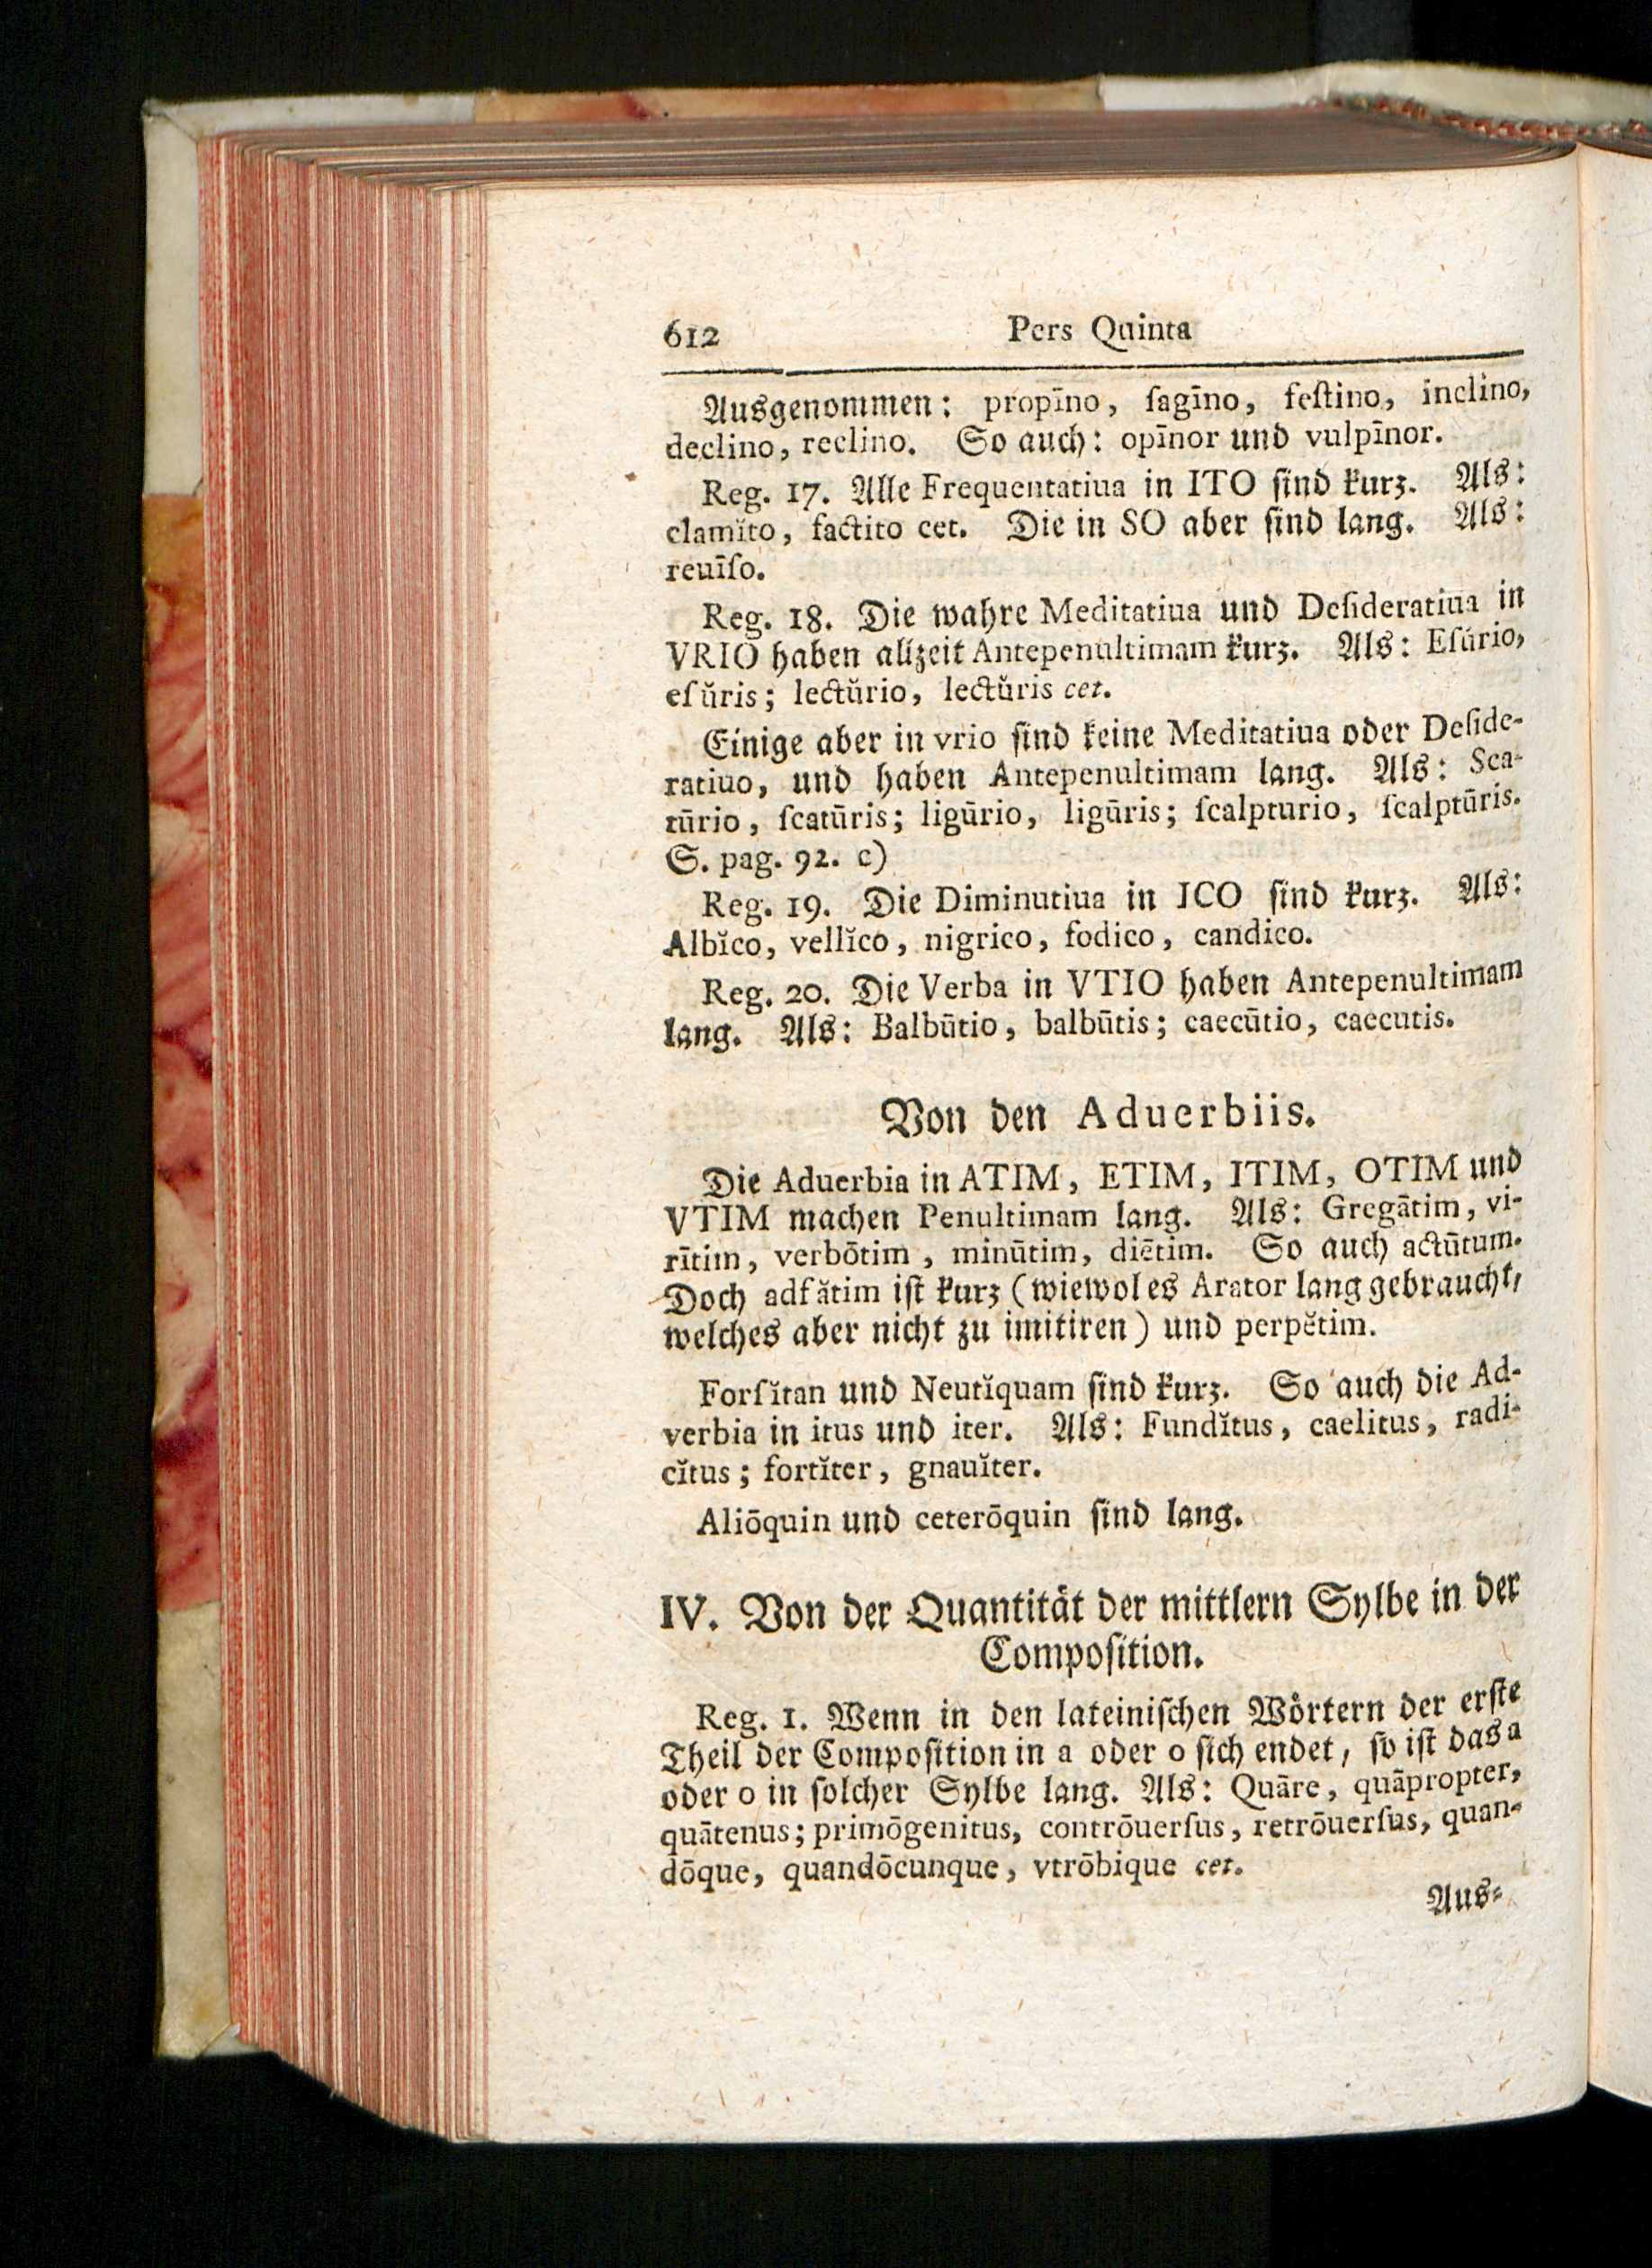 612 Pers Quinta
Ausgenommen: propīno, ſagīno, feſtino, inclino,
declino, reclino. So auch: opīnor und vulpīnor.
Reg. 17. Alle Frequentatiua in ITO ſind kurz. Als:
clamĭto, factito cet. Die in SO aber ſind lang. Als:
reuīſo.
Reg. 18. Die wahre Meditatiua und Deſideratiua in
VRIO haben allzeit Antepenultimam kurz. Als: Eſŭrio,
eſŭris; lectŭrio, lectŭris cet.
Einige aber in vrio ſind keine Meditatiua oder Deſide-
ratiuo, und haben Antepenultimam lang. Als: Sca-
tūrio, ſcatūris; ligūrio, ligūris; ſcalpturio, ſcalptūris.
S. pag. 92. c)
Reg. 19. Die Diminutiua in ICO ſind kurz. Als:
Albĭco, vellĭco, nigrico, fodico, candico.
Reg. 20. Die Verba in VTIO haben Antepenultimam
lang. Als: Balbūtio, balbūtis; caecūtio, caecutis.
Von den Aduerbiis.
Die Aduerbia in ATIM, ETIM, ITIM, OTIM und
VTIM machen Penultimam lang. Als: Gregātim, vi-
rītim, verbōtim, minūtim, diētim. So auch actūtum.
Doch adfătim iſt kurz (wiewol es Arator lang gebraucht,
welches aber nicht zu imitiren) und perpĕtim.
Forſĭtan und Neutĭquam ſind kurz. So auch die Ad-
verbia in itus und iter. Als: Fundĭtus, caelitus, radi-
cĭtus; fortĭter, gnauĭter.
Aliōquin und ceterōquin ſind lang.
IV. Von der Quantität der mittlern Sylbe in der
Compoſition.
Reg. 1. Wenn in den lateiniſchen Wörtern der erſte
Theil der Compoſition in a oder o ſich endet, ſo iſt das a
oder o in ſolcher Sylbe lang. Als: Quāre, quāpropter,
quātenus; primōgenitus, contrōuerſus, retrōuerſus, quan-
dōque, quandōcunque, vtrōbique cet.
Aus-